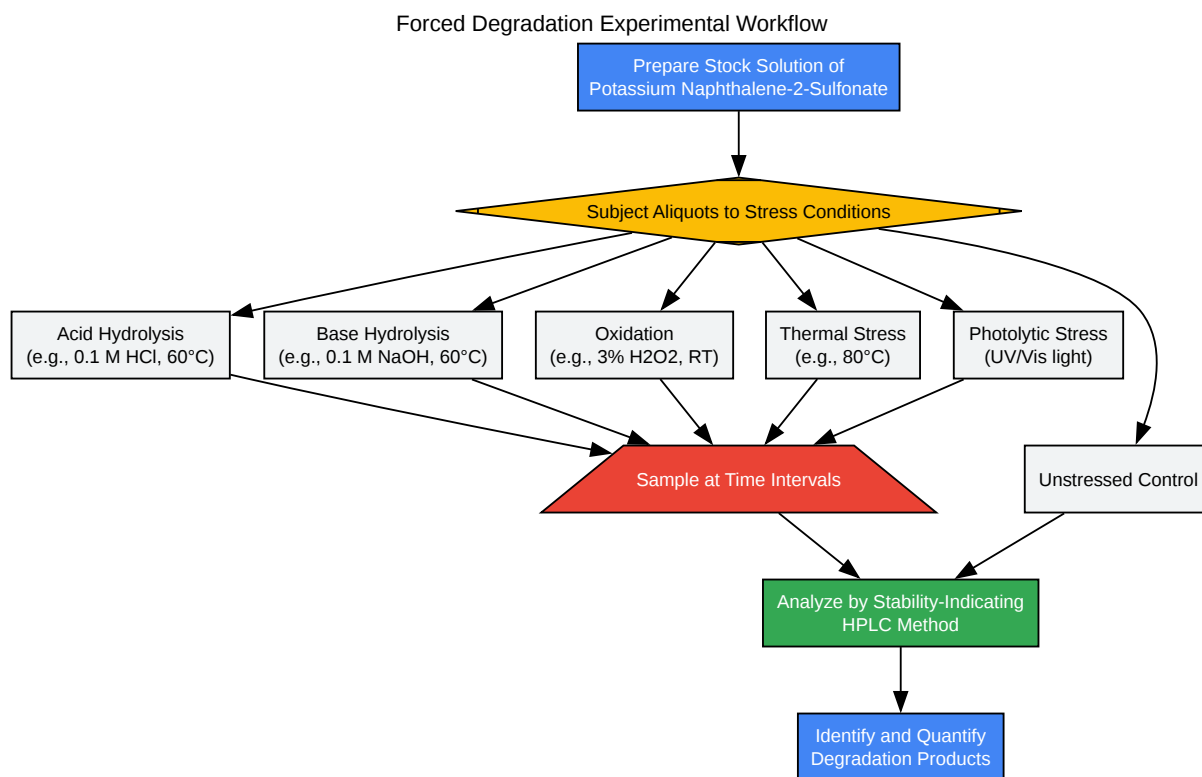 Forced Degradation Experimental Workflow
Prepare Stock Solution of
Potassium Naphthalene-2-Sulfonate
Subject Aliquots to Stress Conditions
Acid Hydrolysis
(e.g., 0.1 M HCl, 60°C)
Base Hydrolysis
(e.g., 0.1 M NaOH, 60°C)
Oxidation
(e.g., 3% H2O2, RT)
Thermal Stress
(e.g., 80°C)
Photolytic Stress
(UV/Vis light)
Sample at Time Intervals
Unstressed Control
Analyze by Stability-Indicating
HPLC Method
Identify and Quantify
Degradation Products